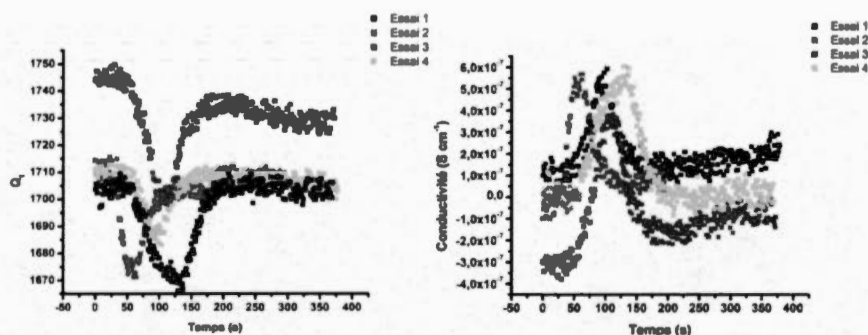 Essai 1
Essai 2
Essai 3
Essai 4
1750
1740
1730
1720
1710
1700
1690
1680
1670
Q
-50 0 50 100 150 200 250 300 350 400
Temps (s)
Essai 1
Essai 2
Essai 3
Essai 4
6,0x10⁻⁷
5,0x10⁻⁷
4,0x10⁻⁷
3,0x10⁻⁷
2,0x10⁻⁷
1,0x10⁻⁷
0,0
-1,0x10⁻⁷
-2,0x10⁻⁷
-3,0x10⁻⁷
-4,0x10⁻⁷
Conductivité (S cm⁻¹)
-50 0 50 100 150 200 250 300 350 400
Temps (s)